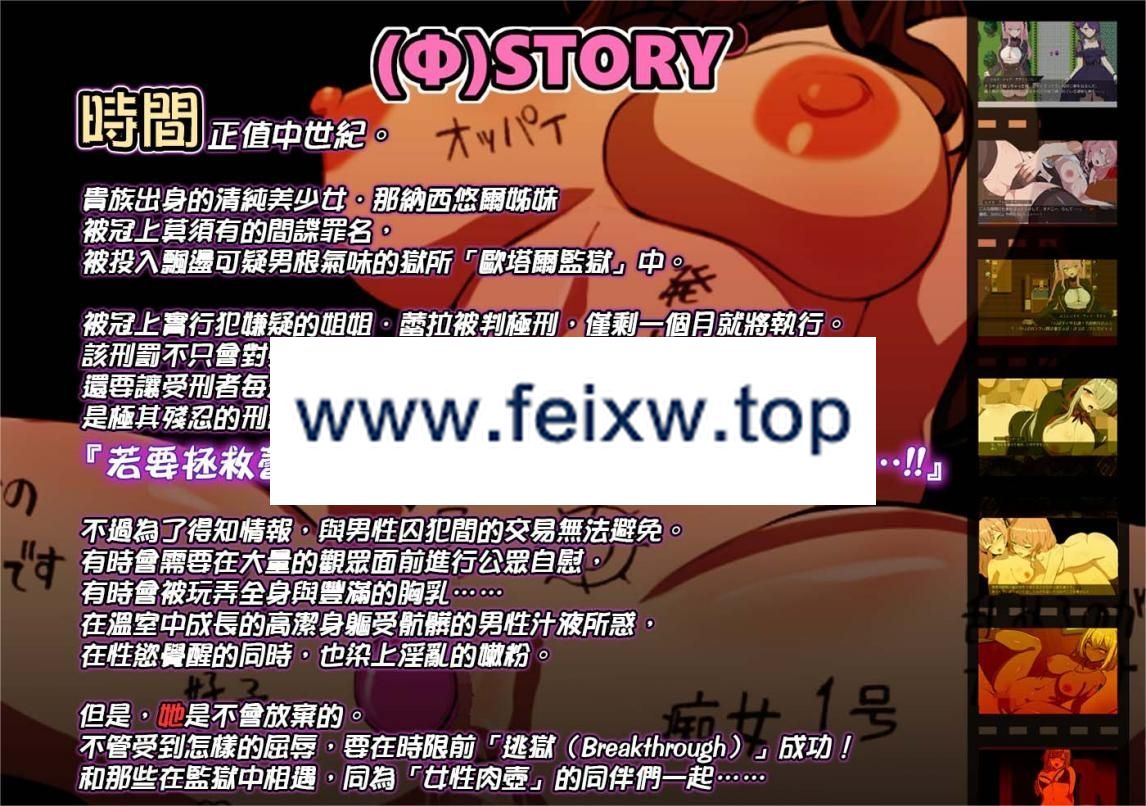 (Φ)STORY
時間正值中世紀。
オッパイ
貴族出身的清純美少女·那納西悠爾姊妹
被冠上莫須有的間諜罪名，
被投入飄盪可疑男根氣味的獄所「歐塔爾監獄」中。
被冠上實行犯嫌疑的姐姐·蕾拉被判極刑，僅剩一個月就將執行。
該刑罰不只會對
還要讓受刑者每
是極其殘忍的刑
www.feixw.top
『若要拯救 …!!』
の
です
不過為了得知情報，與男性囚犯間的交易無法避免。
有時會需要在大量的觀眾面前進行公眾自慰，
有時會被玩弄全身與豐滿的胸乳……
在溫室中成長的高潔身軀受骯髒的男性汁液所惑，
在性慾覺醒的同時，也染上淫亂的嫩粉。
痴女1号
但是，她是不會放棄的。
不管受到怎樣的屈辱，要在時限前「逃獄（Breakthrough）」成功！
和那些在監獄中相遇，同為「女性肉壺」的同伴們一起……